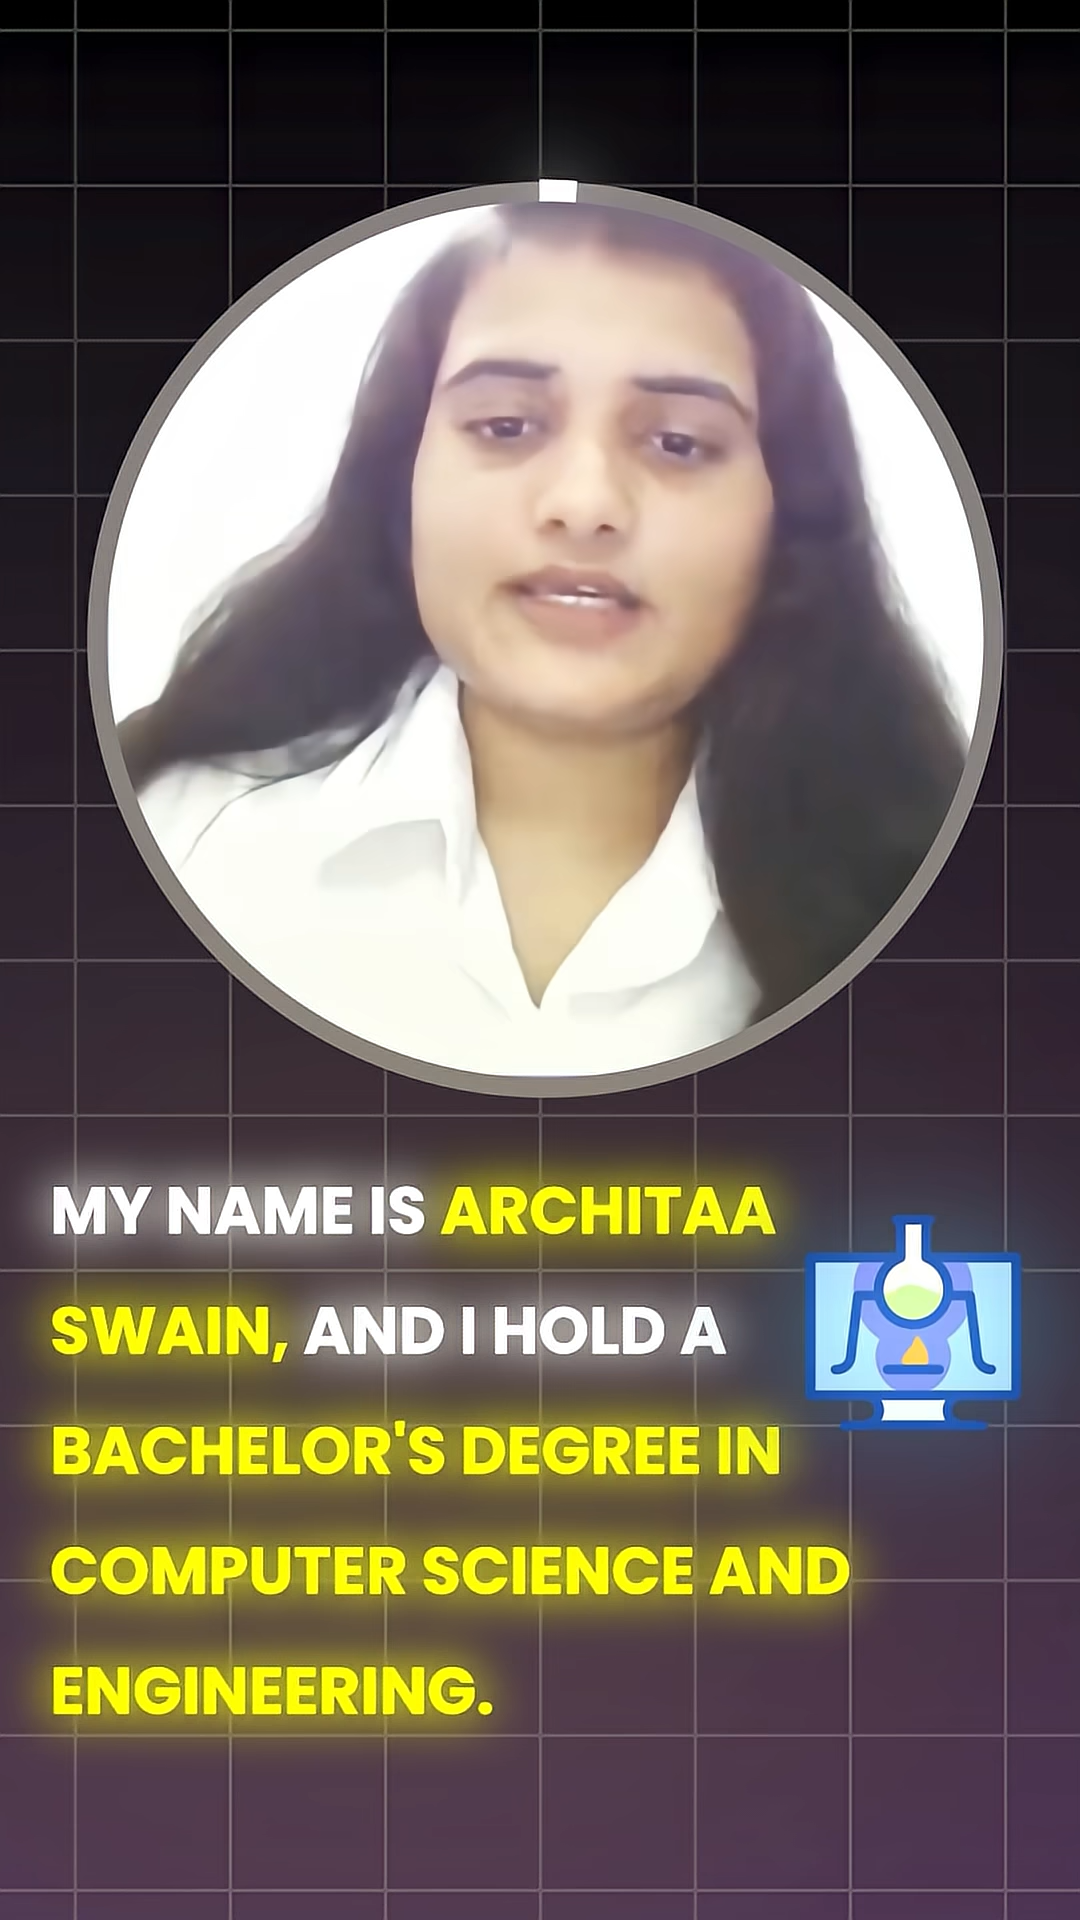 MY NAME IS ARCHITAA
SWAIN, AND I HOLD A
BACHELOR'S DEGREE IN
COMPUTER SCIENCE AND
ENGINEERING.